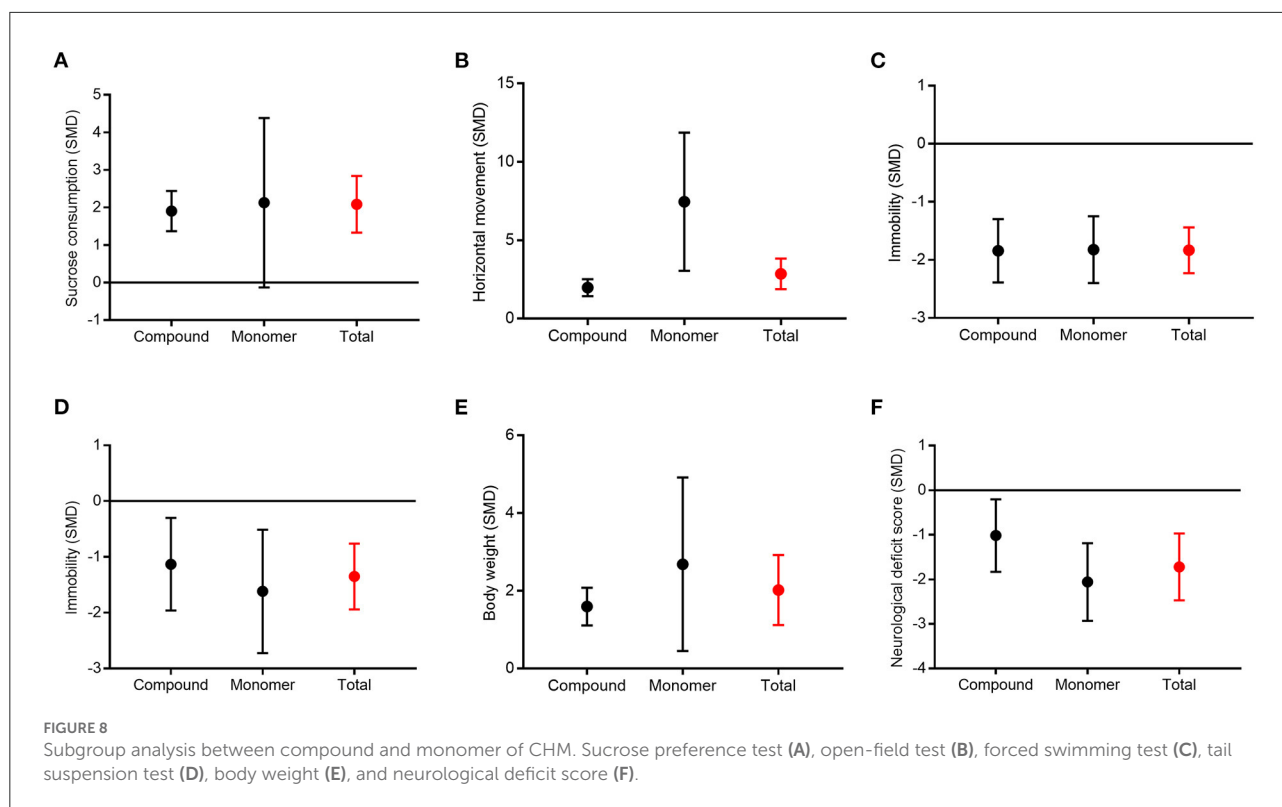 A
Sucrose consumption (SMD)
5
4
3
2
1
0
-1
Compound Monomer Total
B
Horizontal movement (SMD)
15
10
5
0
Compound Monomer Total
C
Immobility (SMD)
1
0
-1
-2
-3
Compound Monomer Total
D
Immobility (SMD)
1
0
-1
-2
-3
Compound Monomer Total
E
Body weight (SMD)
6
4
2
0
Compound Monomer Total
F
Neurological deficit score (SMD)
1
0
-1
-2
-3
-4
Compound Monomer Total
FIGURE 8
Subgroup analysis between compound and monomer of CHM. Sucrose preference test (A), open-field test (B), forced swimming test (C), tail
suspension test (D), body weight (E), and neurological deficit score (F).